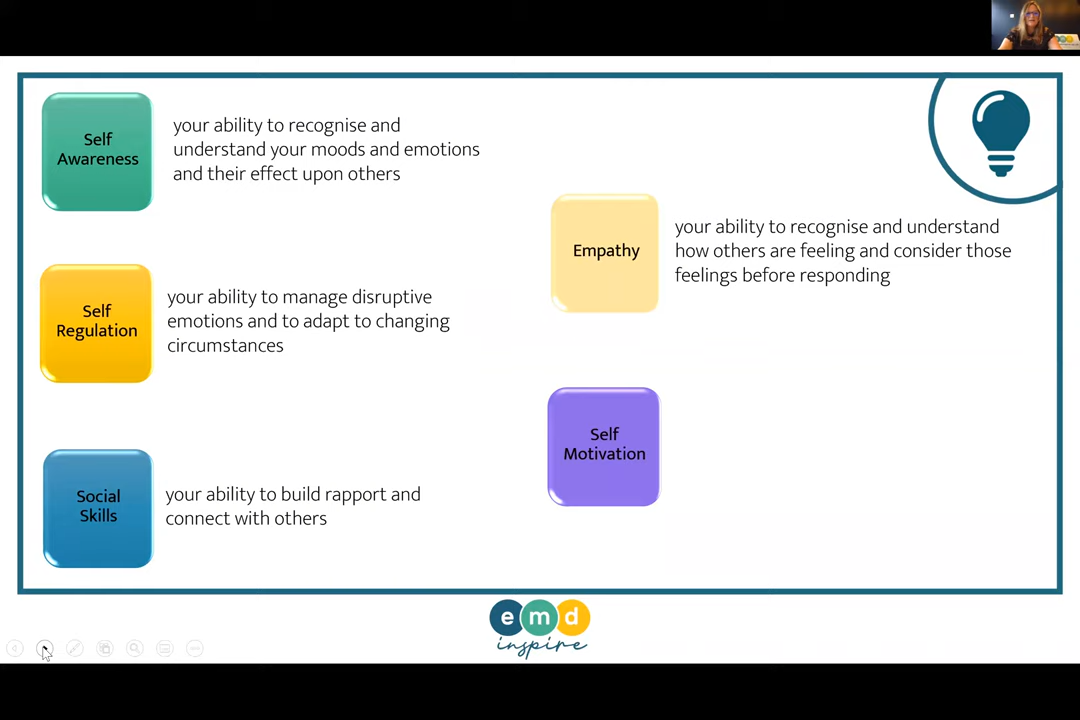 Self
Awareness
your ability to recognise and
understand your moods and emotions
and their effect upon others
Empathy
your ability to recognise and understand
how others are feeling and consider those
feelings before responding
Self
Regulation
your ability to manage disruptive
emotions and to adapt to changing
circumstances
Self
Motivation
Social
Skills
your ability to build rapport and
connect with others
emd
inspire